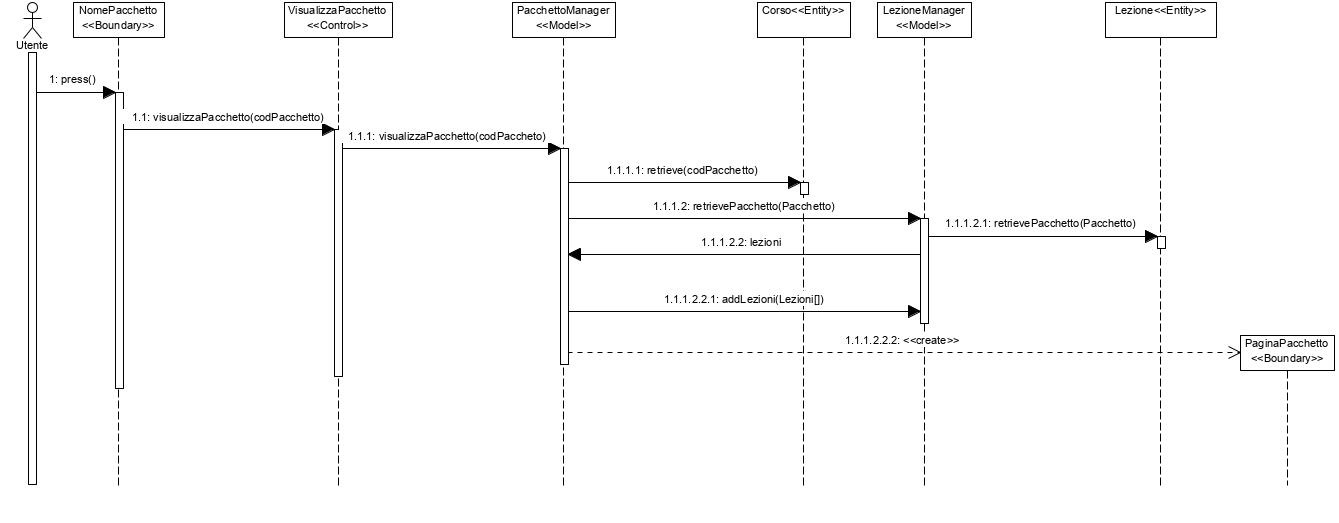 NomePacchetto
<<Boundary>>
VisualizzaPacchetto
<<Control>>
PacchettoManager
<<Model>>
Corso<<Entity>>
LezioneManager
<<Model>>
Lezione<<Entity>>
Utente
1: press()
1.1: visualizzaPacchetto(codPacchetto)
1.1.1: visualizzaPacchetto(codPaccheto)
1.1.1.1: retrieve(codPacchetto)
1.1.1.2: retrievePacchetto(Pacchetto)
1.1.1.2.1: retrievePacchetto(Pacchetto)
1.1.1.2.2: lezioni
1.1.1.2.2.1: addLezioni(Lezioni[])
1.1.1.2.2.2: <<create>>
PaginaPacchetto
<<Boundary>>